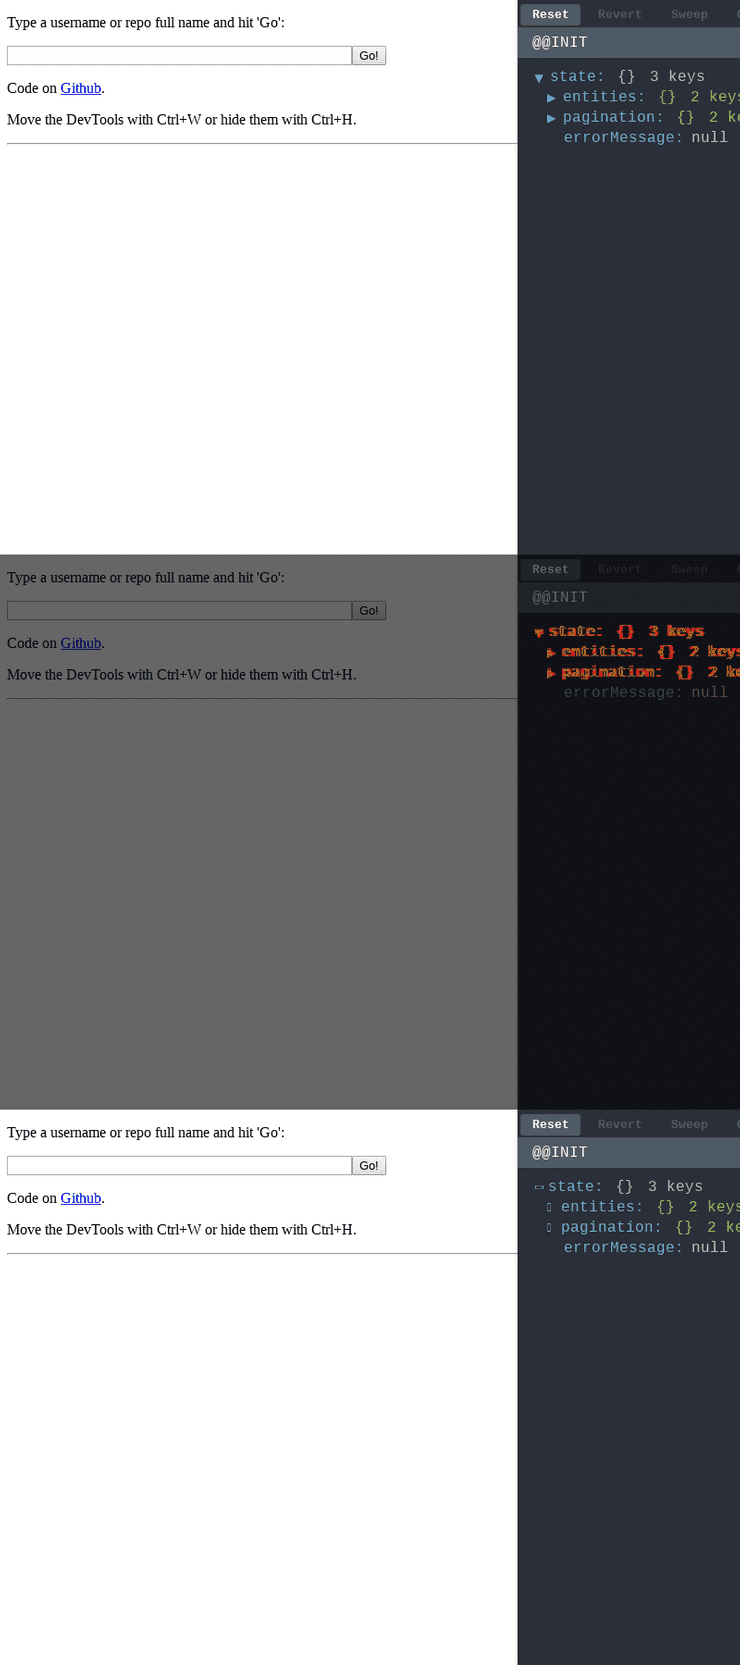 Type a username or repo full name and hit 'Go':
Go!
Code on Github.
Move the DevTools with Ctrl+W or hide them with Ctrl+H.
Reset Revert Sweep
@@INIT
▼ state: {} 3 keys
▶ entities: {} 2 keys
▶ pagination: {} 2 ke
errorMessage: null
Type a username or repo full name and hit 'Go':
Go!
Code on Github.
Move the DevTools with Ctrl+W or hide them with Ctrl+H.
Reset Revert Sweep
@@INIT
▼ state: {} 3 keys
▶ entities: {} 2 keys
▶ pagination: {} 2 ke
errorMessage: null
Type a username or repo full name and hit 'Go':
Go!
Code on Github.
Move the DevTools with Ctrl+W or hide them with Ctrl+H.
Reset Revert Sweep
@@INIT
state: {} 3 keys
entities: {} 2 keys
pagination: {} 2 ke
errorMessage: null